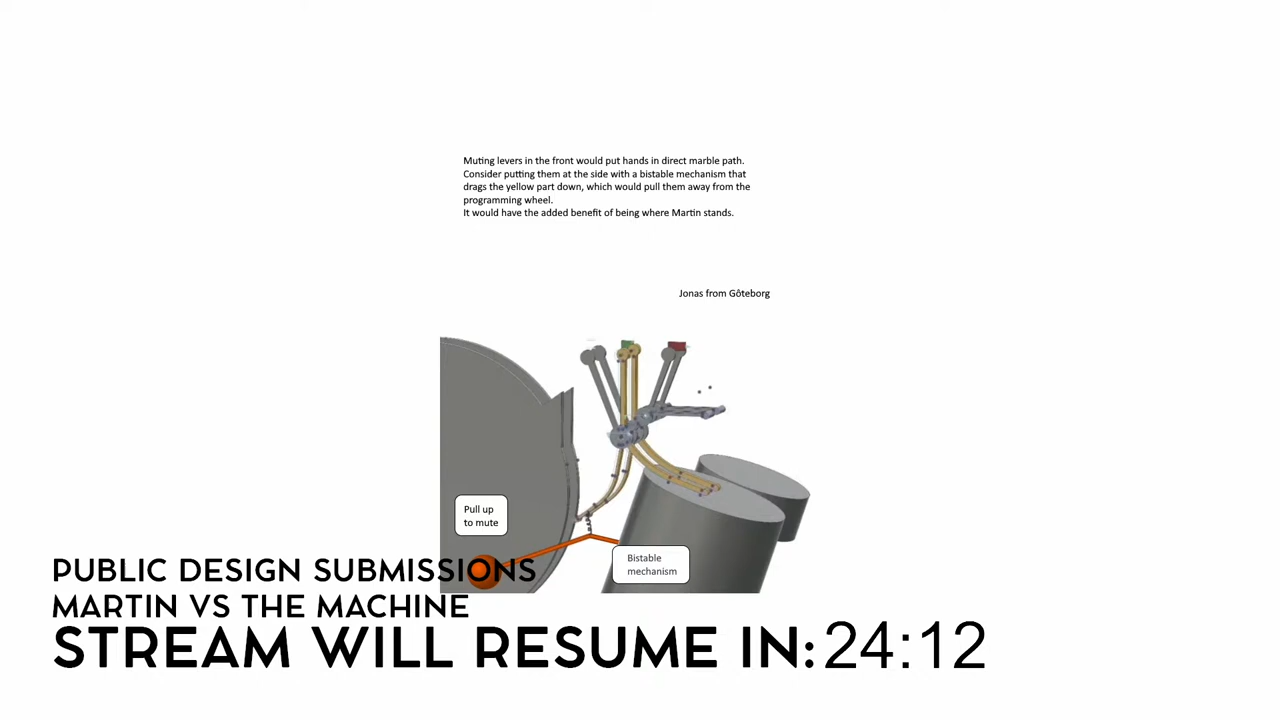 Muting levers in the front would put hands in direct marble path.
Consider putting them at the side with a bistable mechanism that
drags the yellow part down, which would pull them away from the
programming wheel.
It would have the added benefit of being where Martin stands.
Jonas from Gôteborg
Pull up
to mute
Bistable
mechanism
PUBLIC DESIGN SUBMISSIONS
MARTIN VS THE MACHINE
STREAM WILL RESUME IN: 24:12